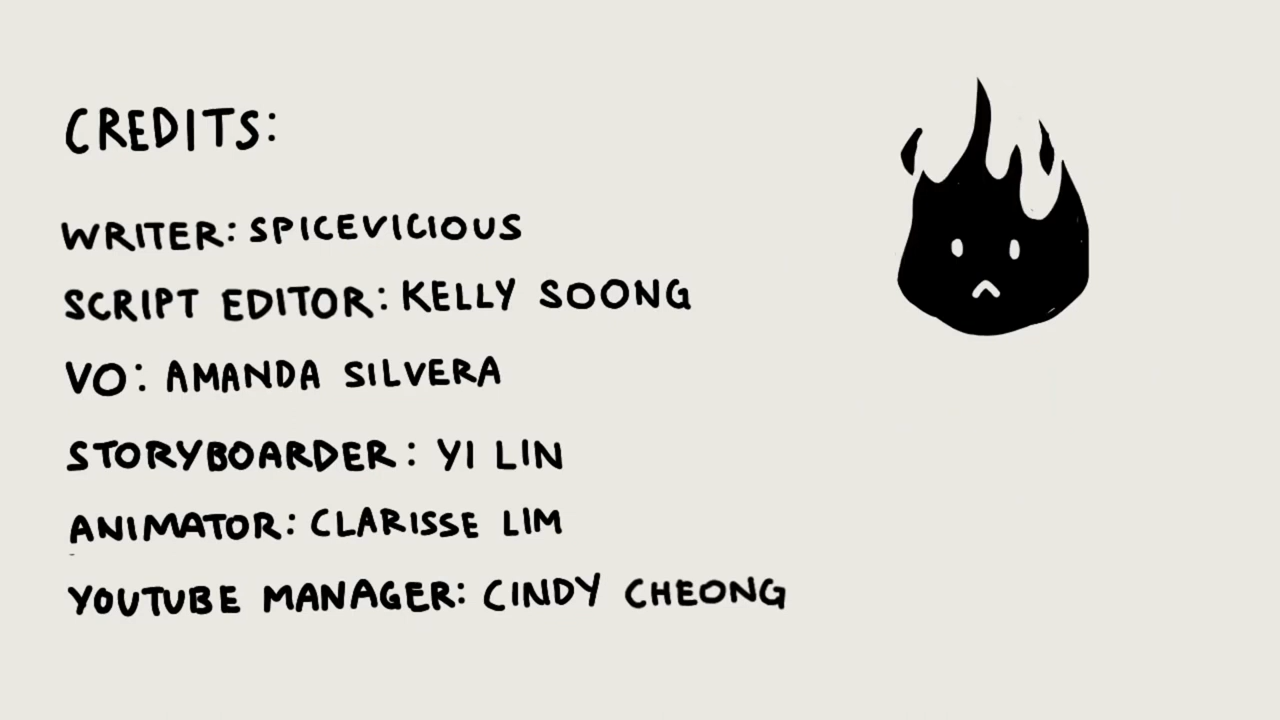 CREDITS:
WRITER: SPICEVICIOUS
SCRIPT EDITOR: KELLY SOONG
VO: AMANDA SILVERA
STORYBOARDER: YI LIN
ANIMATOR: CLARISSE LIM
YOUTUBE MANAGER: CINDY CHEONG